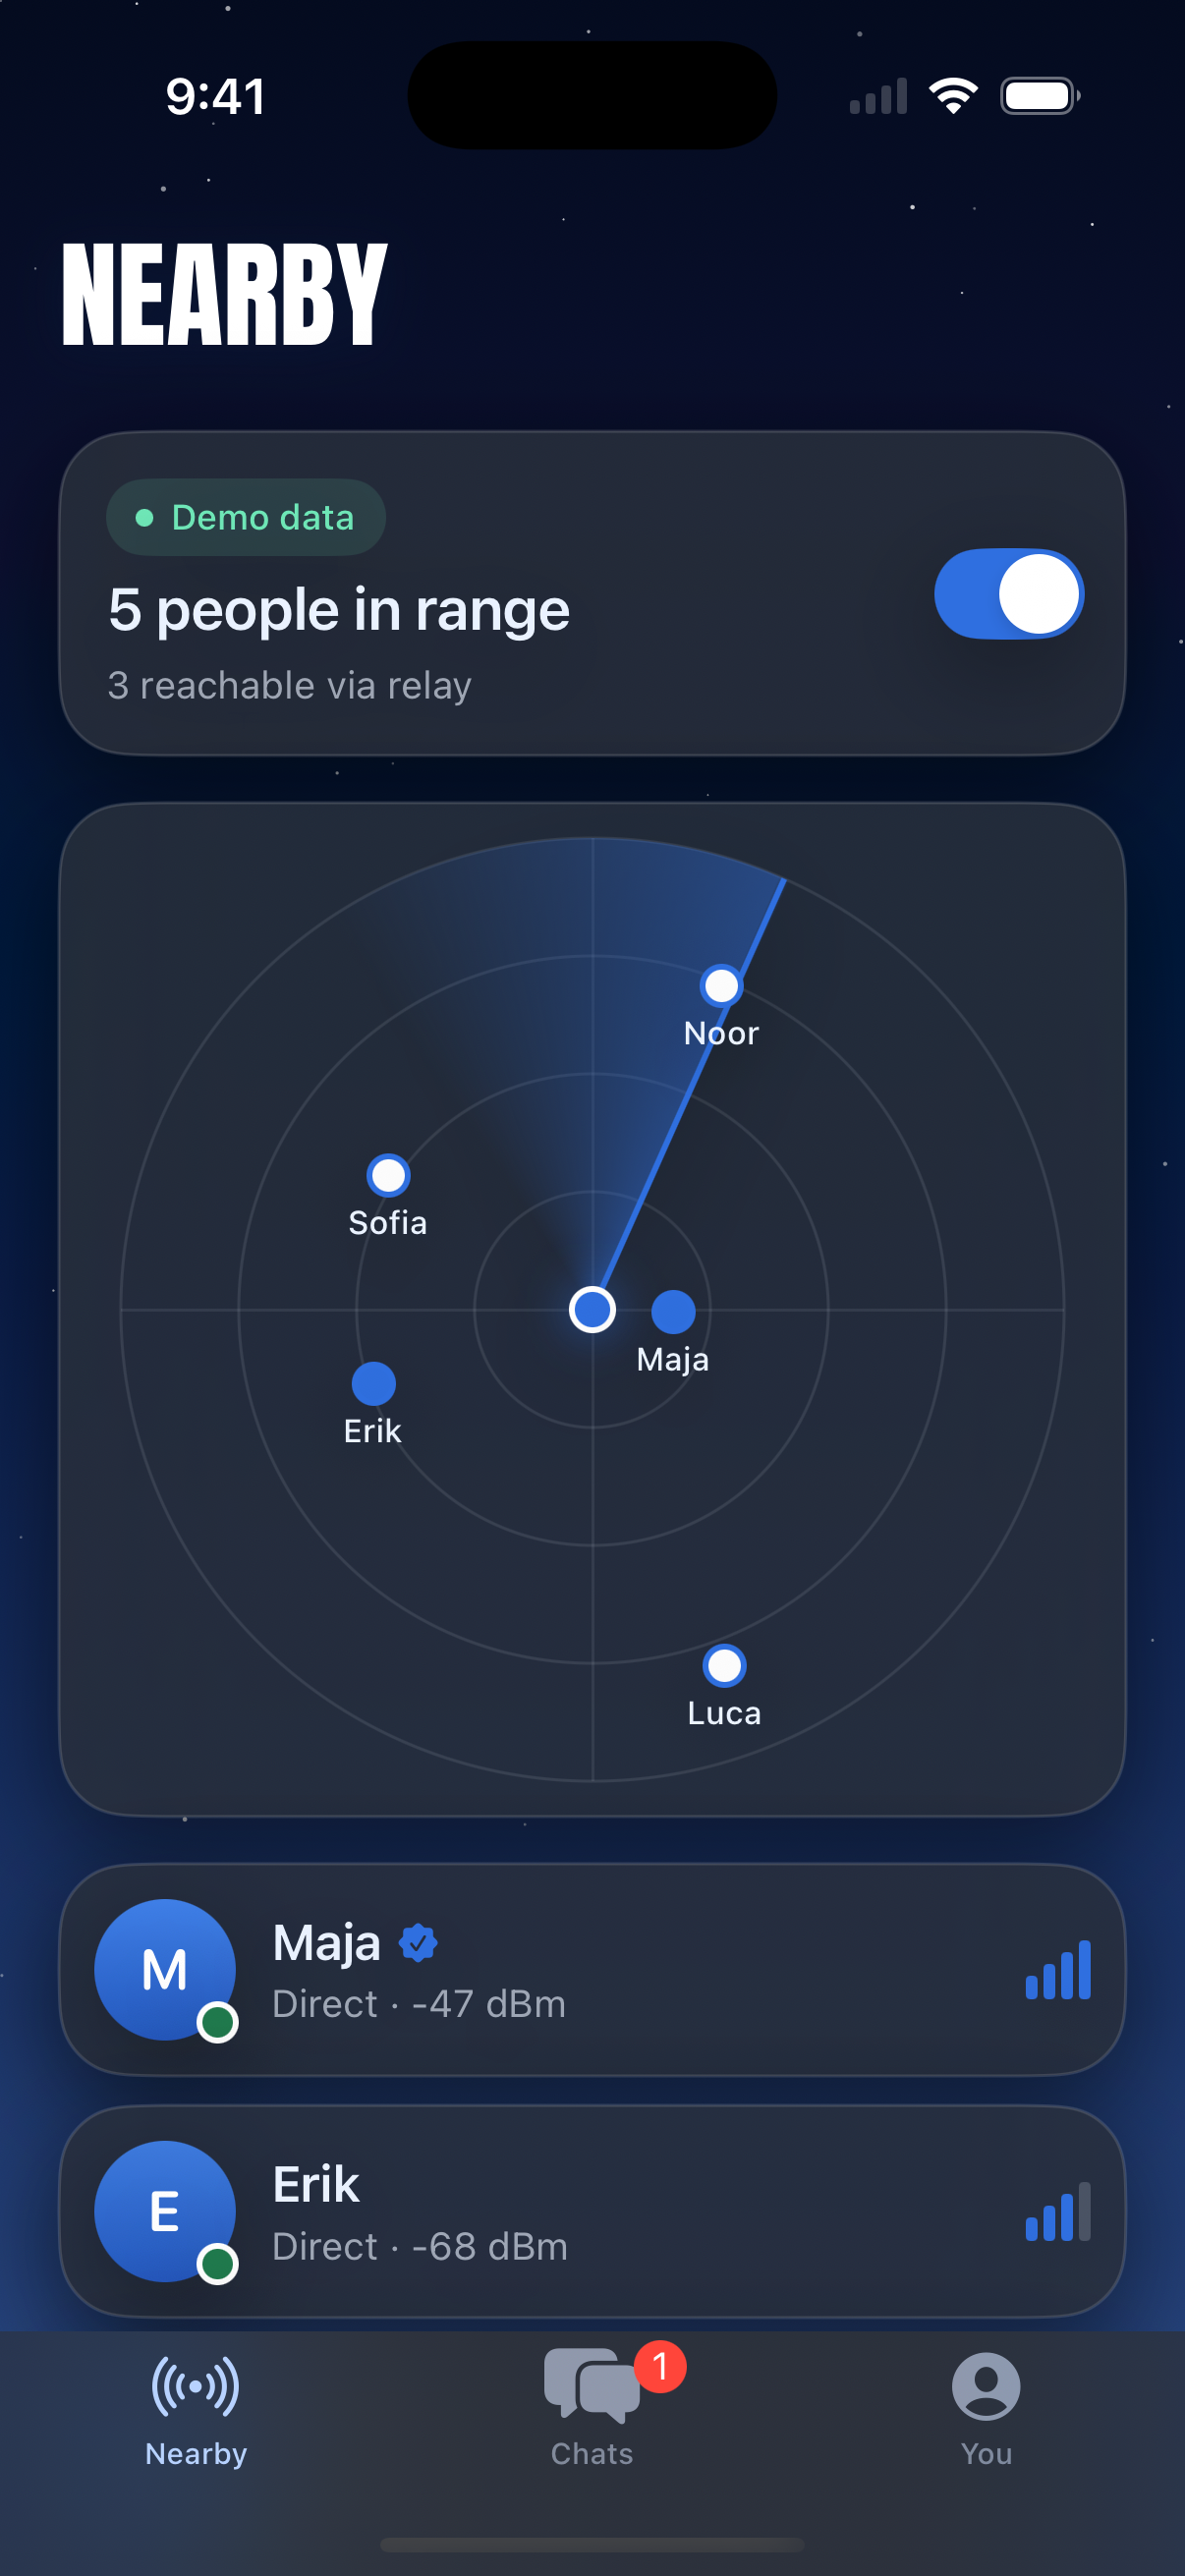 9:41
NEARBY
Demo data
5 people in range
3 reachable via relay
Noor
Sofia
Maja
Erik
Luca
M
Maja
Direct · -47 dBm
E
Erik
Direct · -68 dBm
1
Nearby
Chats
You